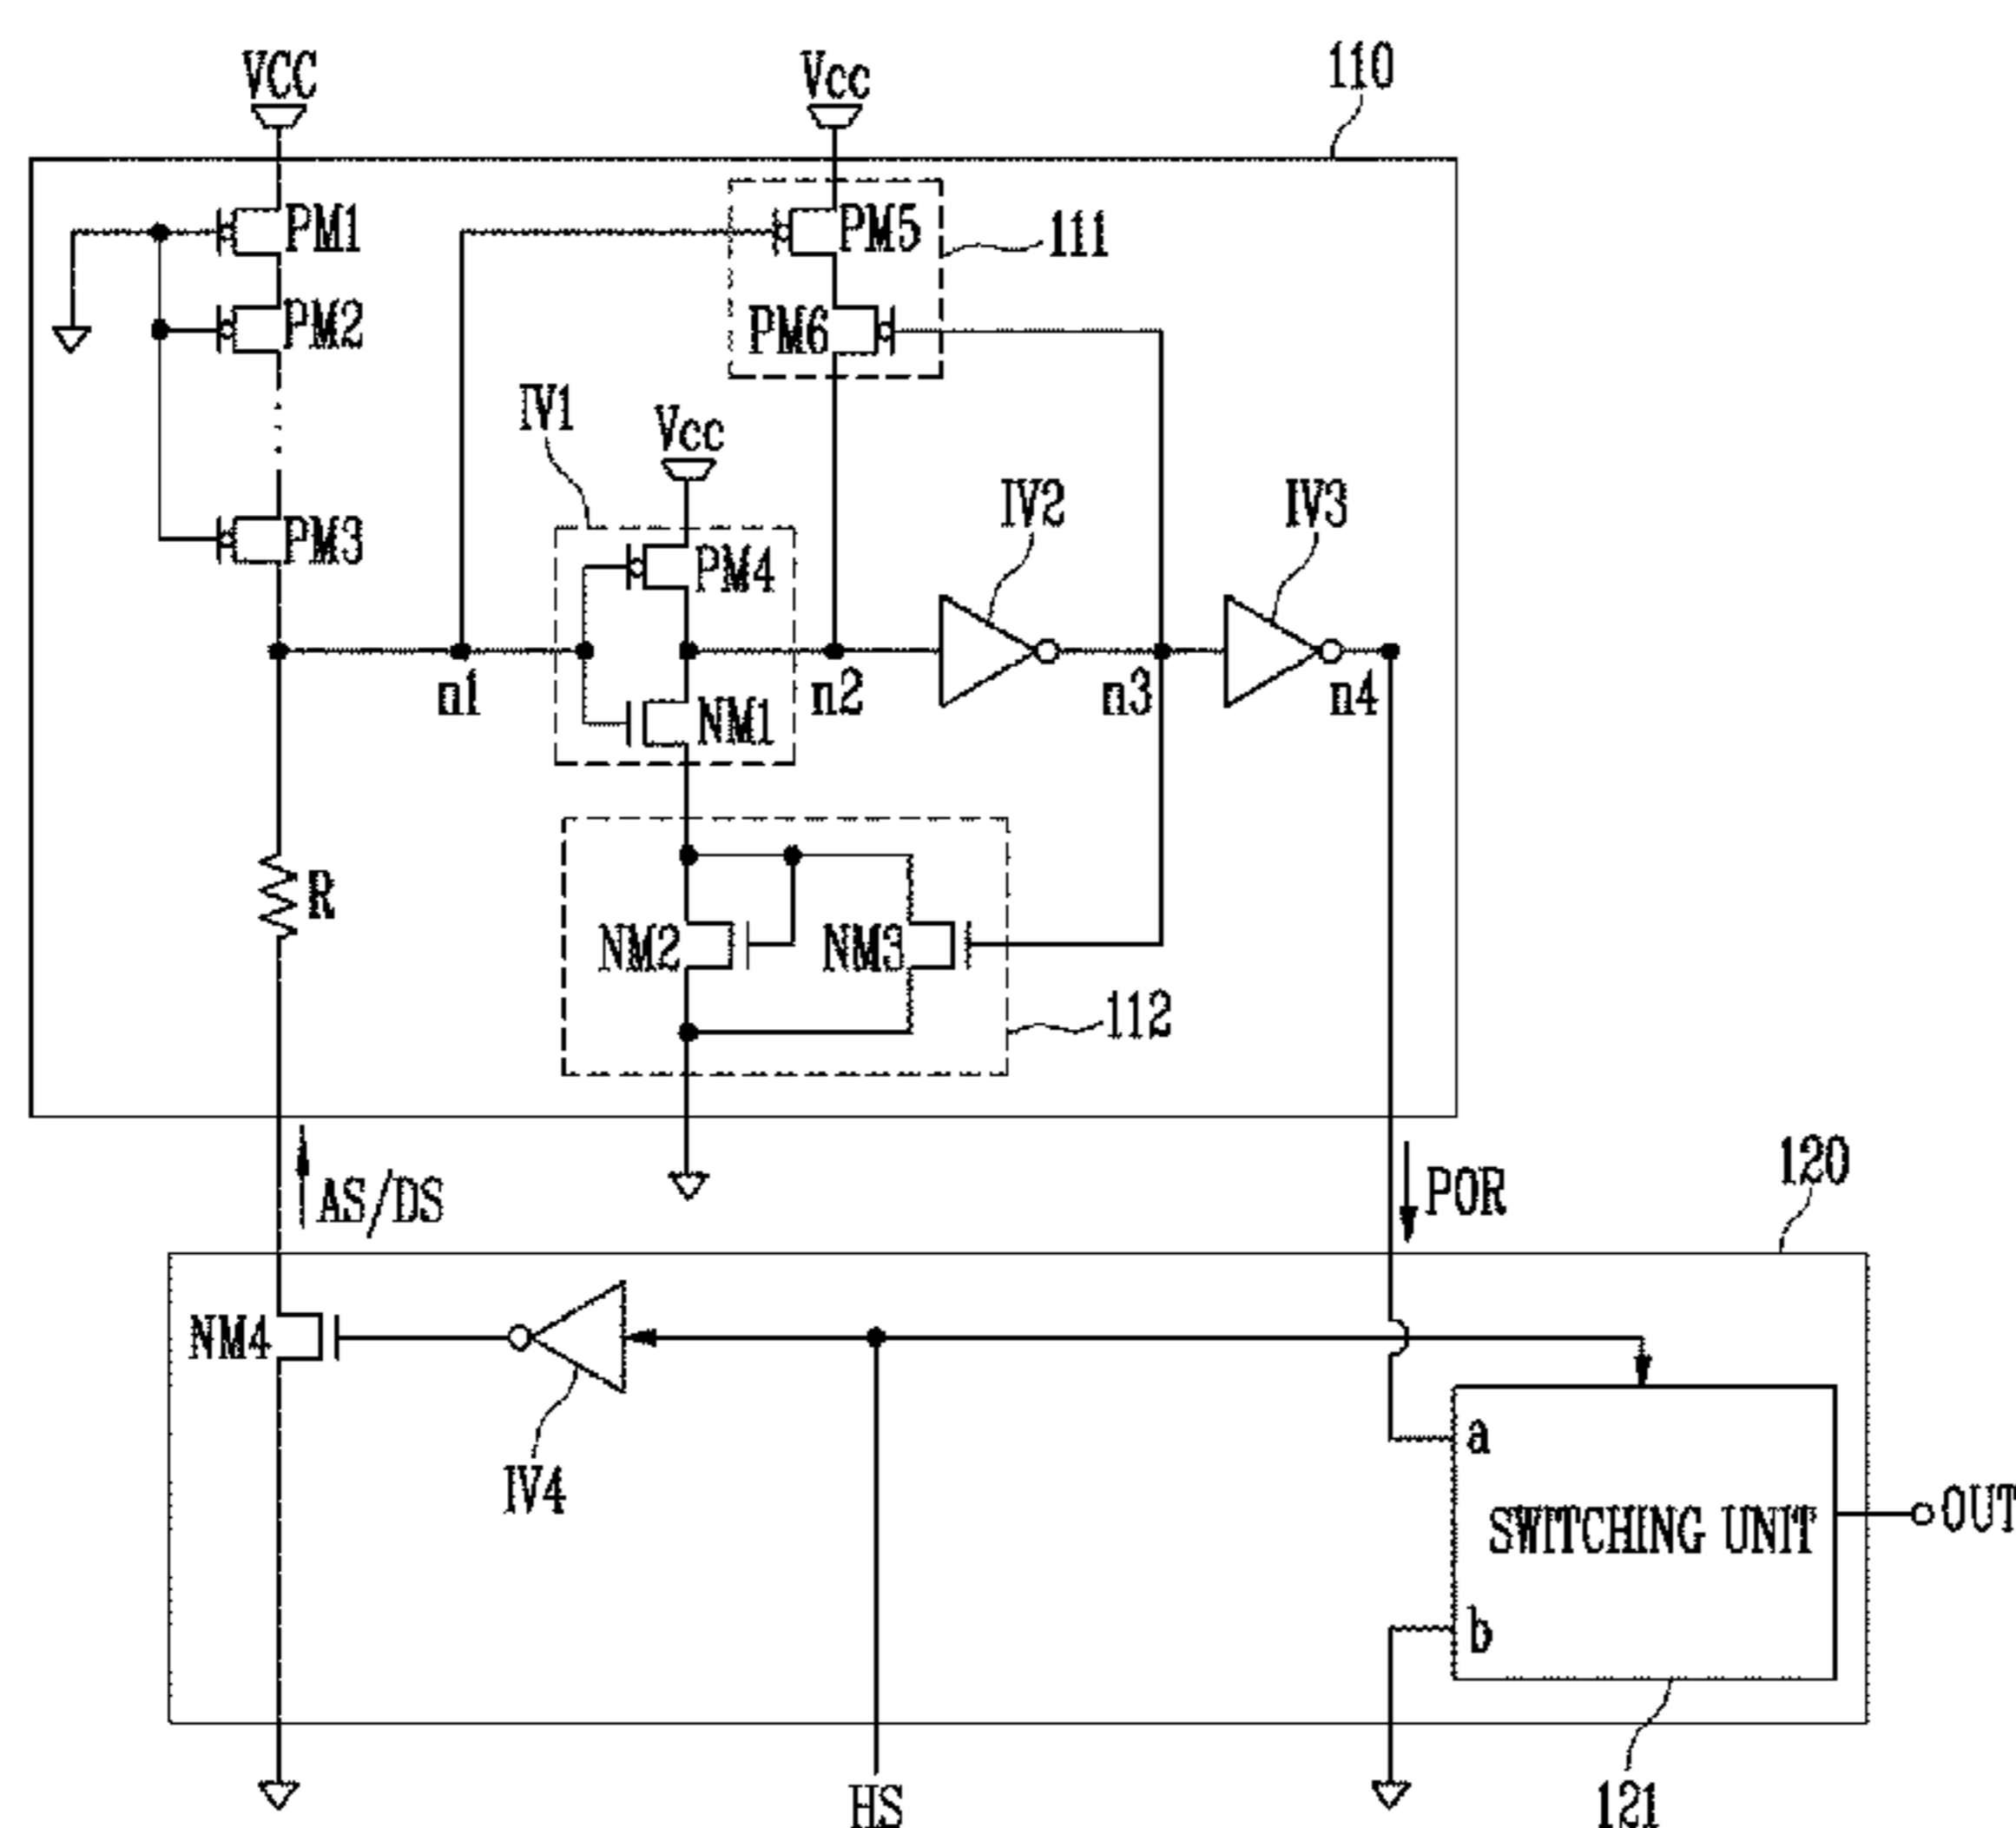 VCC
Vcc
110
PM1
PM5
111
PM2
PM6
IV1
Vcc
PM3
PM4
IV2
IV3
n1
NM1
n2
n3
n4
R
NM2
NM3
112
AS/DS
POR
120
NM4
IV4
a
SWITCHING UNIT
OUT
b
HS
121